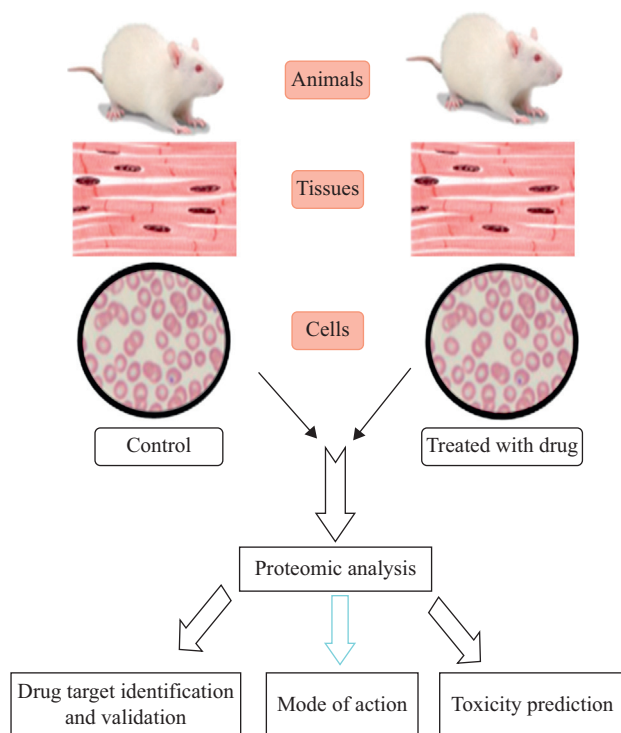 Animals
Tissues
Cells
Control
Treated with drug
Proteomic analysis
Drug target identification
and validation
Mode of action
Toxicity prediction